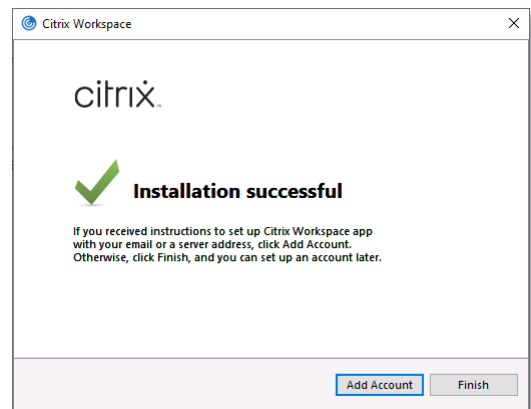 Citrix Workspace
citrix™
Installation successful
If you received instructions to set up Citrix Workspace app
with your email or a server address, click Add Account.
Otherwise, click Finish, and you can set up an account later.
Add Account
Finish